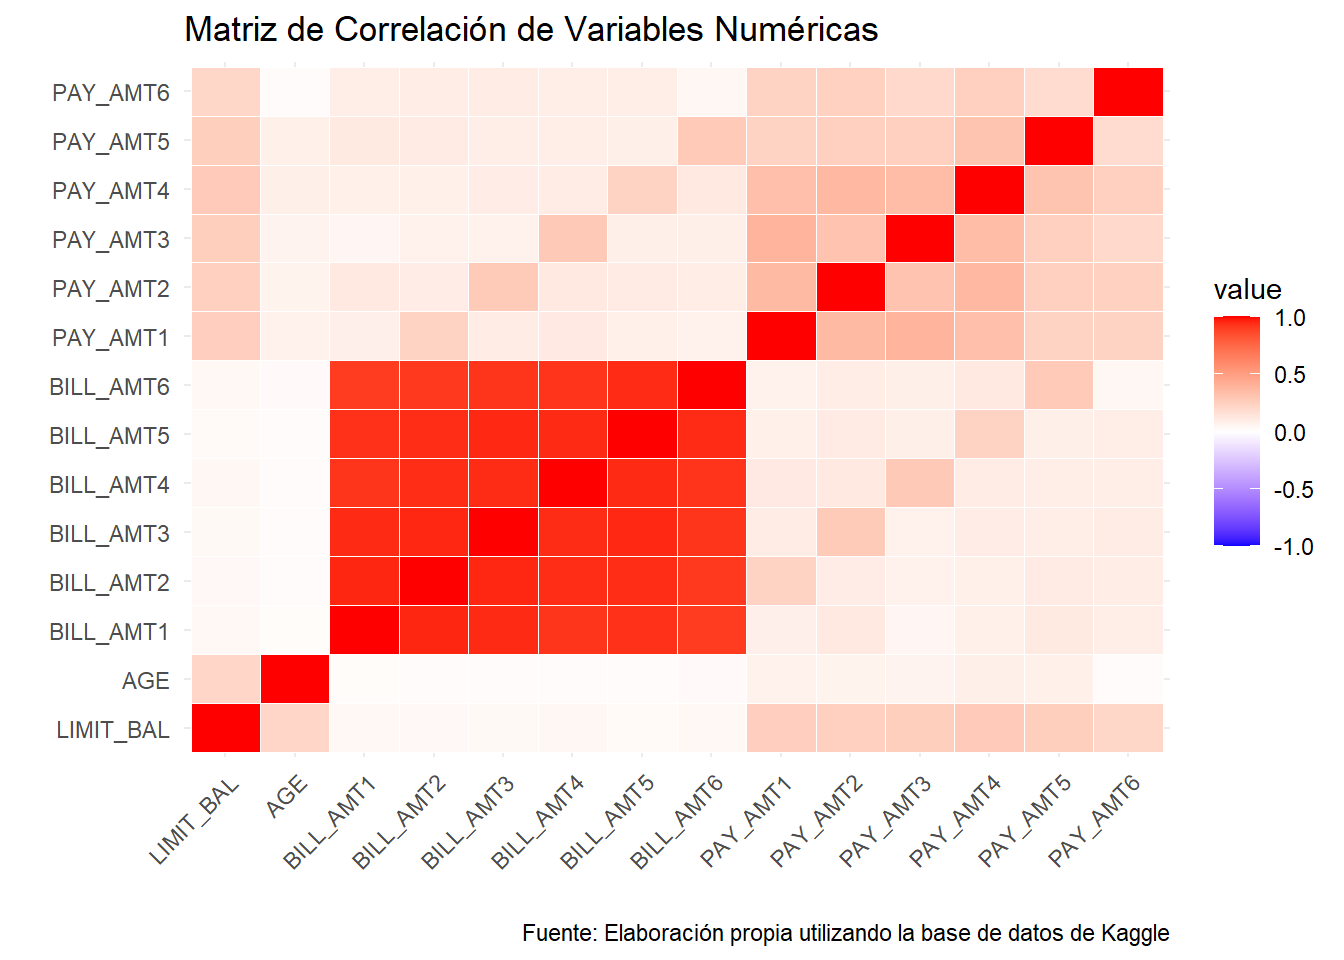 Matriz de Correlación de Variables Numéricas
PAY_AMT6
PAY_AMT5
PAY_AMT4
PAY_AMT3
PAY_AMT2
PAY_AMT1
BILL_AMT6
BILL_AMT5
BILL_AMT4
BILL_AMT3
BILL_AMT2
BILL_AMT1
AGE
LIMIT_BAL
LIMIT_BAL
AGE
BILL_AMT1
BILL_AMT2
BILL_AMT3
BILL_AMT4
BILL_AMT5
BILL_AMT6
PAY_AMT1
PAY_AMT2
PAY_AMT3
PAY_AMT4
PAY_AMT5
PAY_AMT6
value
1.0
0.5
0.0
-0.5
-1.0
Fuente: Elaboración propia utilizando la base de datos de Kaggle